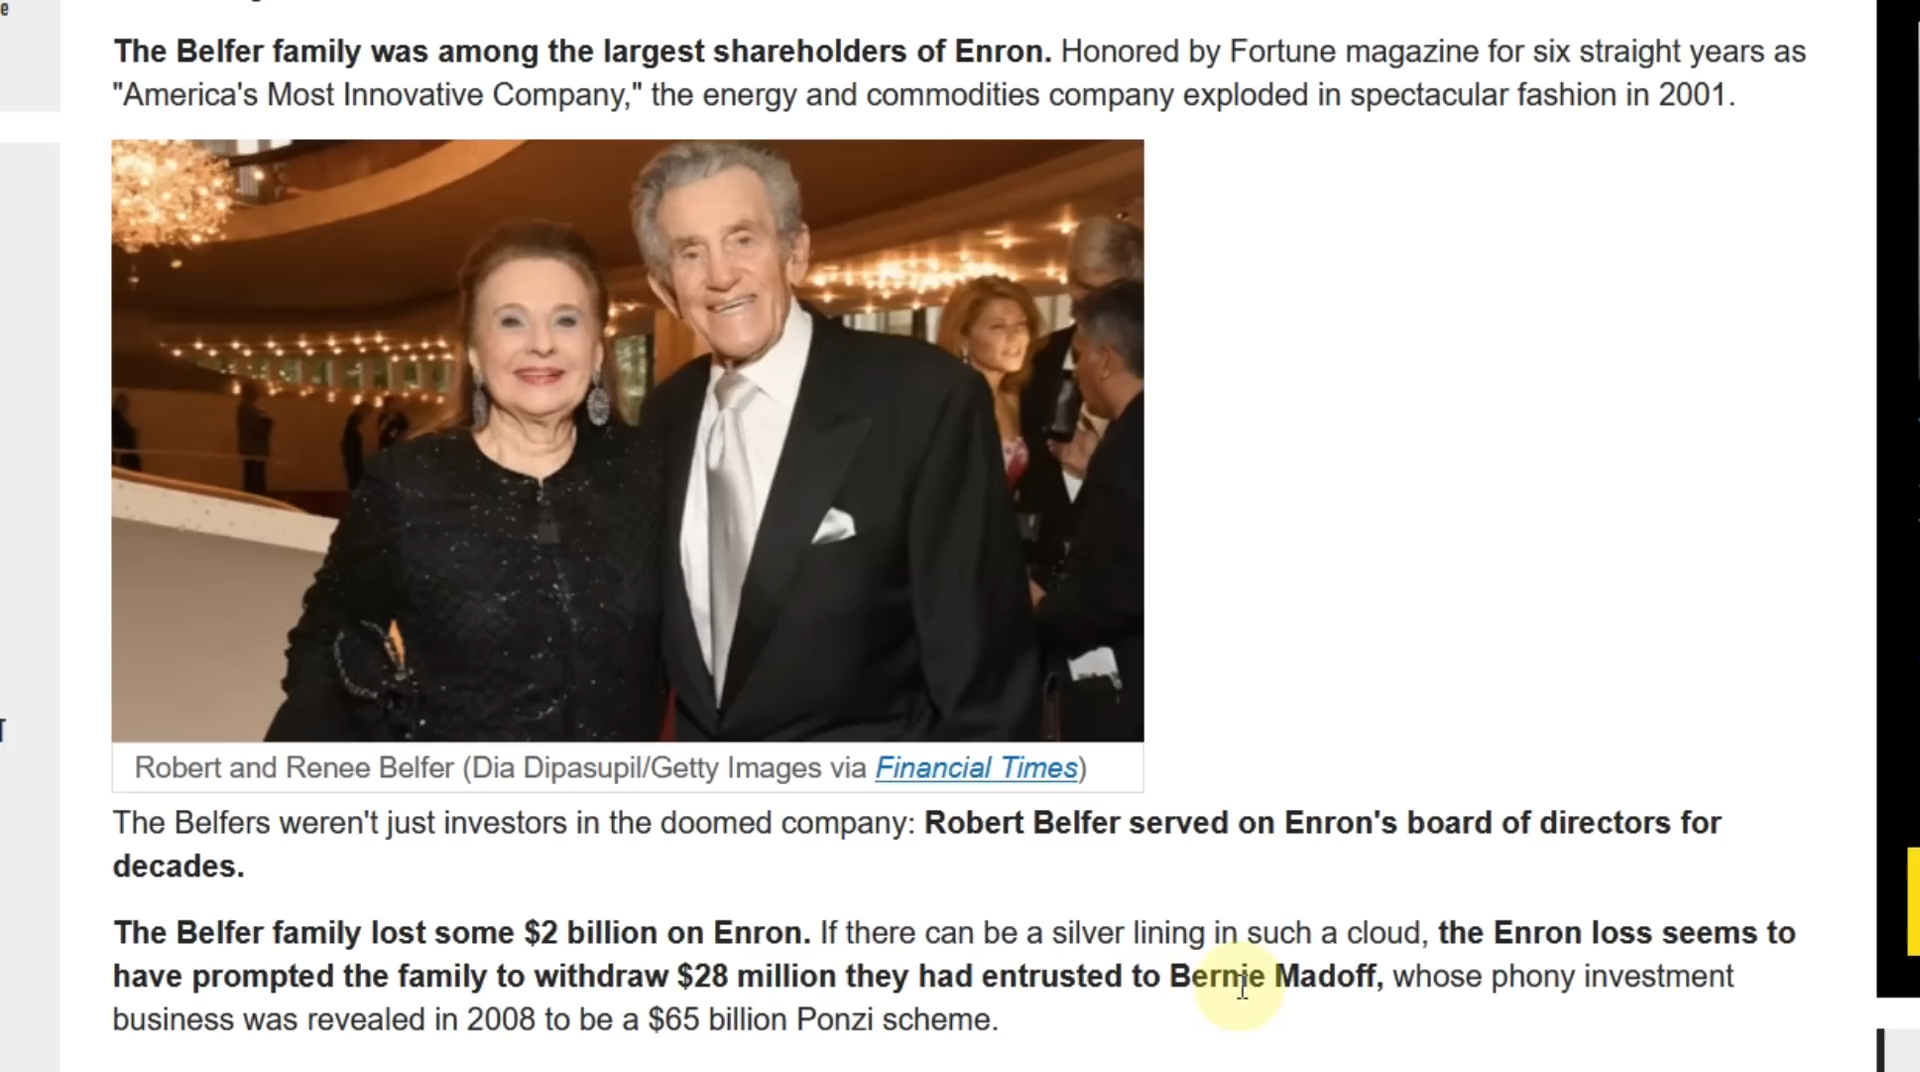 e
The Belfer family was among the largest shareholders of Enron. Honored by Fortune magazine for six straight years as
"America's Most Innovative Company," the energy and commodities company exploded in spectacular fashion in 2001.
Robert and Renee Belfer (Dia Dipasupil/Getty Images via Financial Times)
T
The Belfers weren't just investors in the doomed company: Robert Belfer served on Enron's board of directors for
decades.
The Belfer family lost some $2 billion on Enron. If there can be a silver lining in such a cloud, the Enron loss seems to
have prompted the family to withdraw $28 million they had entrusted to Bernie Madoff, whose phony investment
business was revealed in 2008 to be a $65 billion Ponzi scheme.